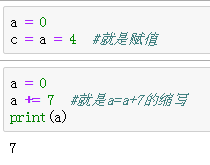 a = 0
c = a = 4  #就是赋值
a = 0
a += 7  #就是a=a+7的缩写
print(a)
7